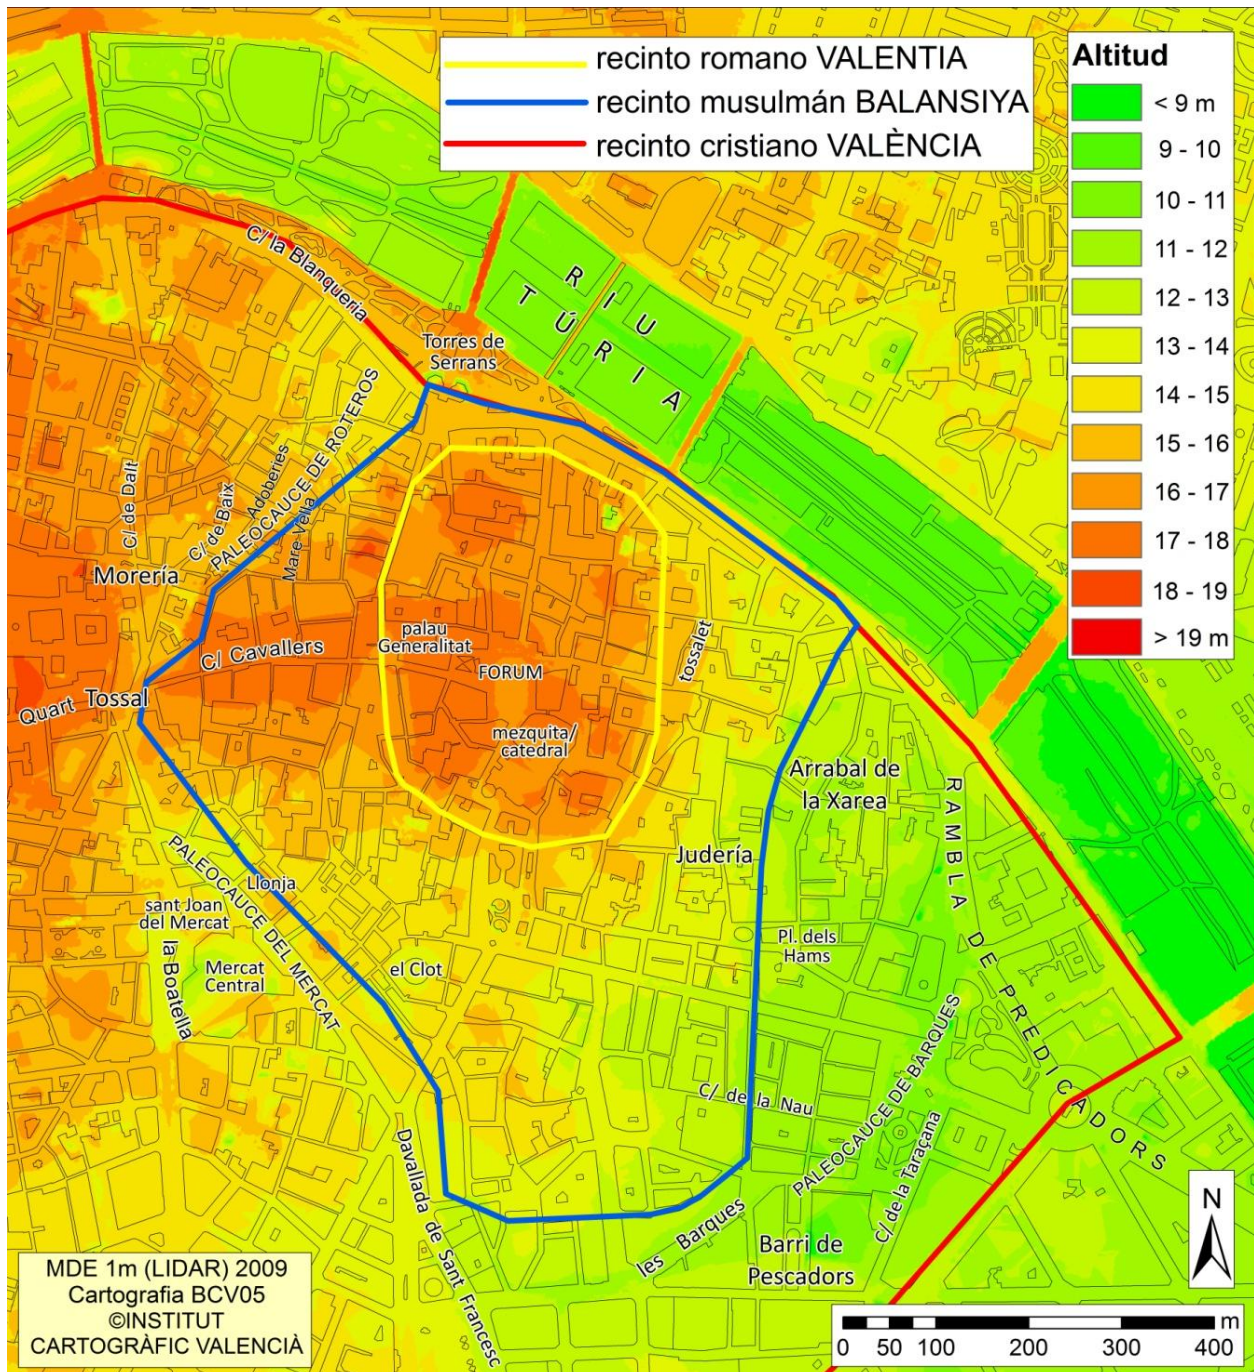 recinto romano VALENTIA
recinto musulmán BALANSIYA
recinto cristiano VALÈNCIA
Altitud
< 9 m
9 - 10
10 - 11
11 - 12
12 - 13
13 - 14
14 - 15
15 - 16
16 - 17
17 - 18
18 - 19
> 19 m
C/ la Blanqueria
RIU
TÚRIA
Torres de
Serrans
C/ de Dalt
C/ de Baix
Adoberies
PALEOCAUCE DE ROTEROS
Mare Vella
Morería
C/ Cavallers
palau
Generalitat
FORUM
tossalet
Quart
Tossal
mezquita/
catedral
Arrabal de
la Xarea
RAMBLA DE PREDICADORS
Judería
PALEOCAUCE DEL MERCAT
Llonja
sant Joan
del Mercat
la Boatella
Mercat
Central
el Clot
Pl. dels
Hams
PALEOCAUCE DE BARQUES
C/ de la Nau
C/ de la Taraçana
Davallada de Sant Francesc
les Barques
Barri de
Pescadors
N
MDE 1m (LIDAR) 2009
Cartografia BCV05
©INSTITUT
CARTOGRÀFIC VALENCIÀ
m
0 50 100 200 300 400